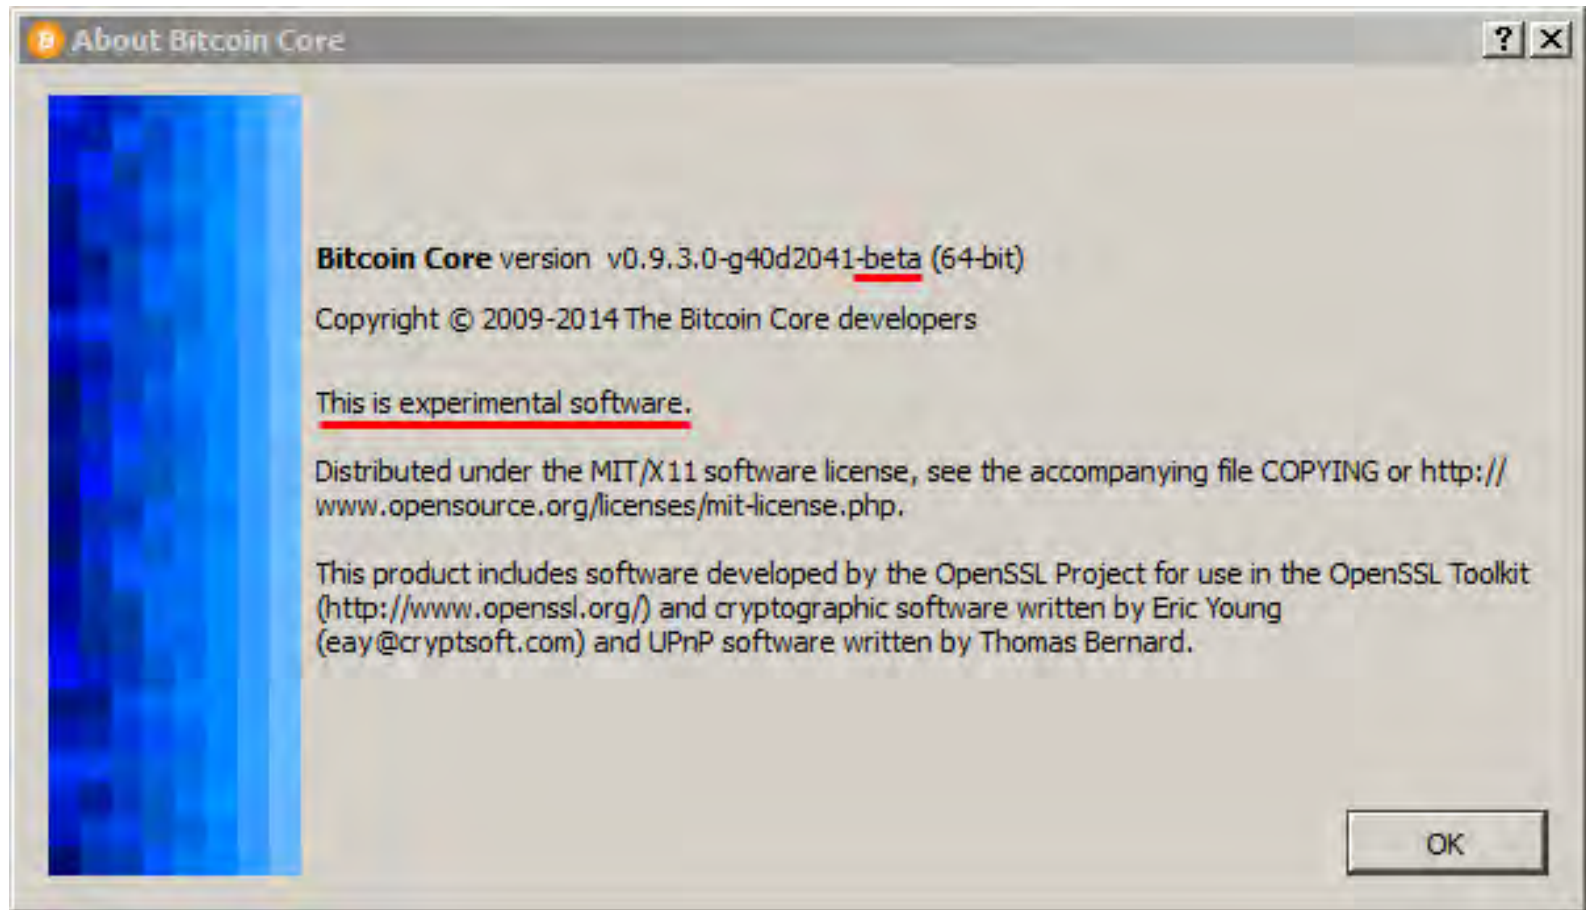 About Bitcoin Core
Bitcoin Core version v0.9.3.0-g40d2041-beta (64-bit)
Copyright © 2009-2014 The Bitcoin Core developers
This is experimental software.
Distributed under the MIT/X11 software license, see the accompanying file COPYING or http://
www.opensource.org/licenses/mit-license.php.
This product includes software developed by the OpenSSL Project for use in the OpenSSL Toolkit
(http://www.openssl.org/) and cryptographic software written by Eric Young
(eay@cryptsoft.com) and UPnP software written by Thomas Bernard.
OK